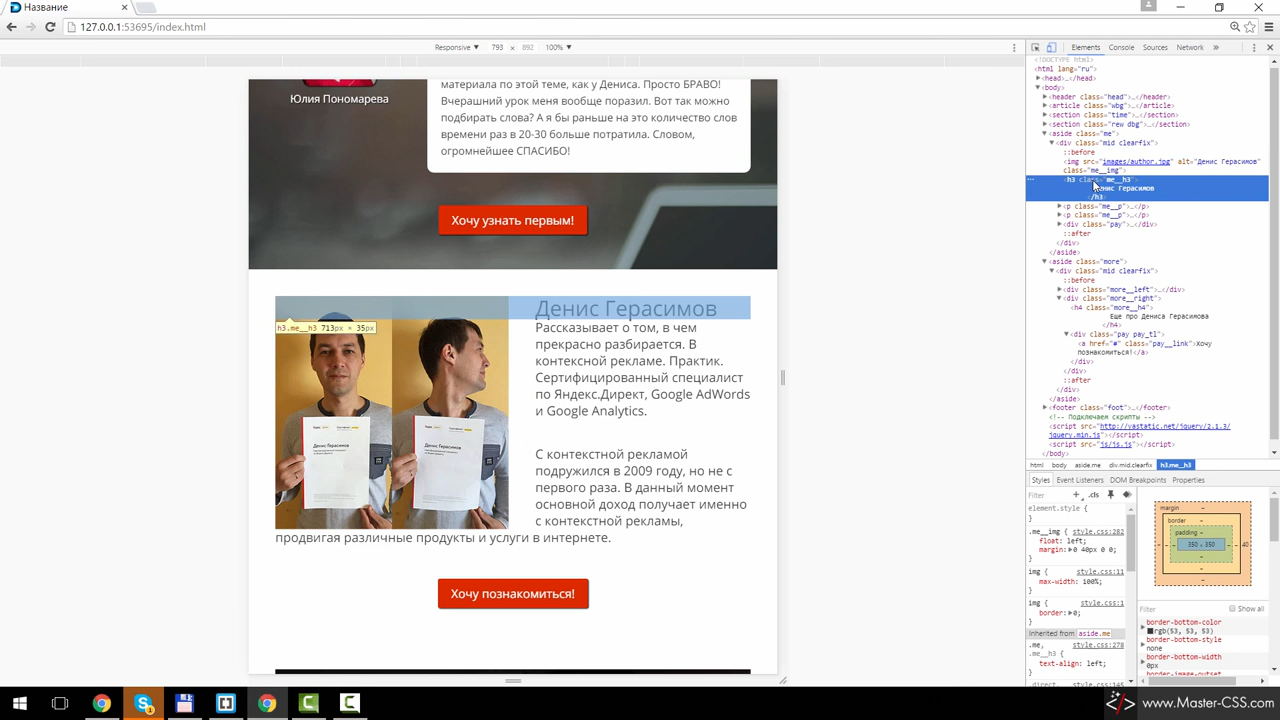 Название
127.0.0.1:53695/index.html
Responsive ▼ 793 × 892 100% ▼
Elements Console Sources Network »
материала по этой теме, как у Дениса. Просто БРАВО!
Вчерашний урок меня вообще поразил. Вот так можно
подбирать слова? А я бы раньше на это количество слов
времени раз в 20-30 больше потратила. Словом,
огромнейшее СПАСИБО!
Юлия Пономарева
Хочу узнать первым!
Денис Герасимов
h3.me__h3 713px × 35px
Рассказывает о том, в чем
прекрасно разбирается. В
контексной рекламе. Практик.
Сертифицированный специалист
по Яндекс.Директ, Google AdWords
и Google Analytics.
С контекстной рекламой
подружился в 2009 году, но не с
первого раза. В данный момент
основной доход получает именно
с контекстной рекламы,
продвигая различные продукты и услуги в интернете.
Хочу познакомиться!
<!DOCTYPE html>
<html lang="ru">
<head>…</head>
<body>
<header class="head">…</header>
<article class="wbg">…</article>
<section class="time">…</section>
<section class="rew dbg">…</section>
<aside class="me">
<div class="mid clearfix">
::before
<img src="images/author.jpg" alt="Денис Герасимов"
class="me__img">
<h3 class="me__h3">
Денис Герасимов
</h3>
<p class="me__p">…</p>
<p class="me__p">…</p>
<div class="pay">…</div>
::after
</div>
</aside>
<aside class="more">
<div class="mid clearfix">
::before
<div class="more__left">…</div>
<div class="more__right">
<h4 class="more__h4">
Еще про Дениса Герасимова
</h4>
<div class="pay pay_tl">
<a href="#" class="pay__link">Хочу
познакомиться!</a>
</div>
</div>
::after
</div>
</aside>
<footer class="foot">…</footer>
<!-- Подключаем скрипты -->
<script src="http://yastatic.net/jquery/2.1.3/
jquery.min.js"></script>
<script src="js/js.js"></script>
</body>
html body aside.me div.mid.clearfix h3.me__h3
Styles Event Listeners DOM Breakpoints Properties
Filter + .cls
element.style {
}
.me__img { style.css:282
float: left;
margin: 0 40px 0 0;
}
img { style.css:11
max-width: 100%;
}
img { style.css:1
border: 0;
}
Inherited from aside.me
.me, style.css:278
.me__h3 {
text-align: left;
margin –
border –
padding –
350 × 350
40
Filter Show all
border-bottom-color
rgb(53, 53, 53)
border-bottom-style
none
border-bottom-width
0px
www.Master-CSS.com